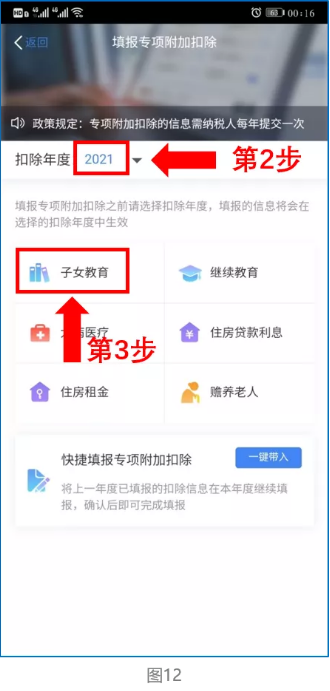 HD 46 46 00:16
返回 填报专项附加扣除
政策规定：专项附加扣除的信息需纳税人每年提交一次
扣除年度 2021 第2步
填报专项附加扣除之前请选择扣除年度，填报的信息将会在
选择的扣除年度中生效
子女教育 继续教育
病医疗 住房贷款利息
第3步
住房租金 赡养老人
快捷填报专项附加扣除 一键带入
将上一年度已填报的扣除信息在本年度继续填
报，确认后即可完成填报
图12